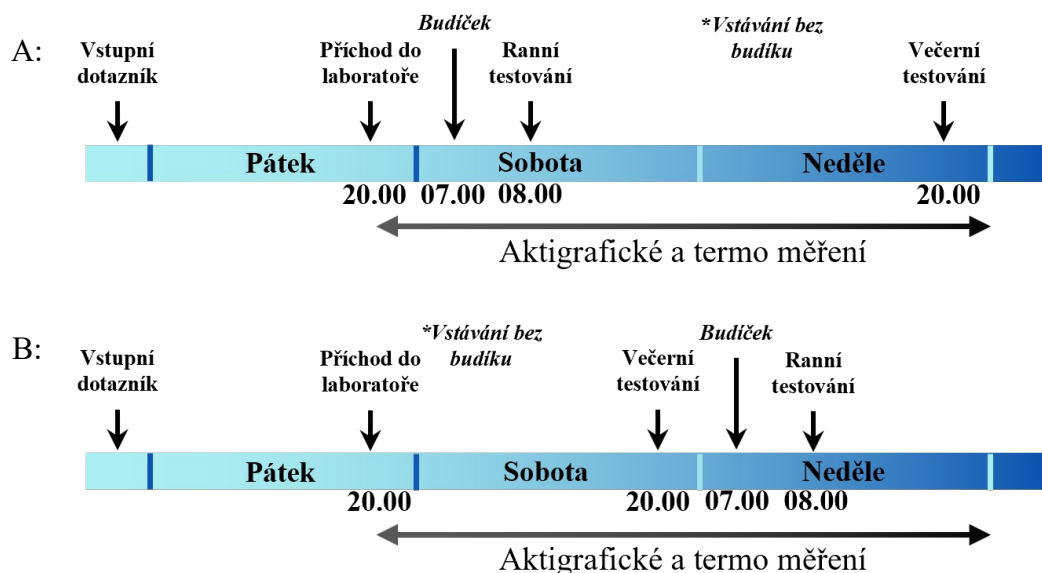 A:
Vstupní
dotazník
Příchod do
laboratoře
Budíček
Ranní
testování
*Vstávání bez
budíku
Večerní
testování
Pátek
Sobota
Neděle
20.00 07.00 08.00 20.00
Aktigrafické a termo měření
B:
Vstupní
dotazník
Příchod do
laboratoře
*Vstávání bez
budíku
Večerní
testování
Budíček
Ranní
testování
Pátek
Sobota
Neděle
20.00 20.00 07.00 08.00
Aktigrafické a termo měření